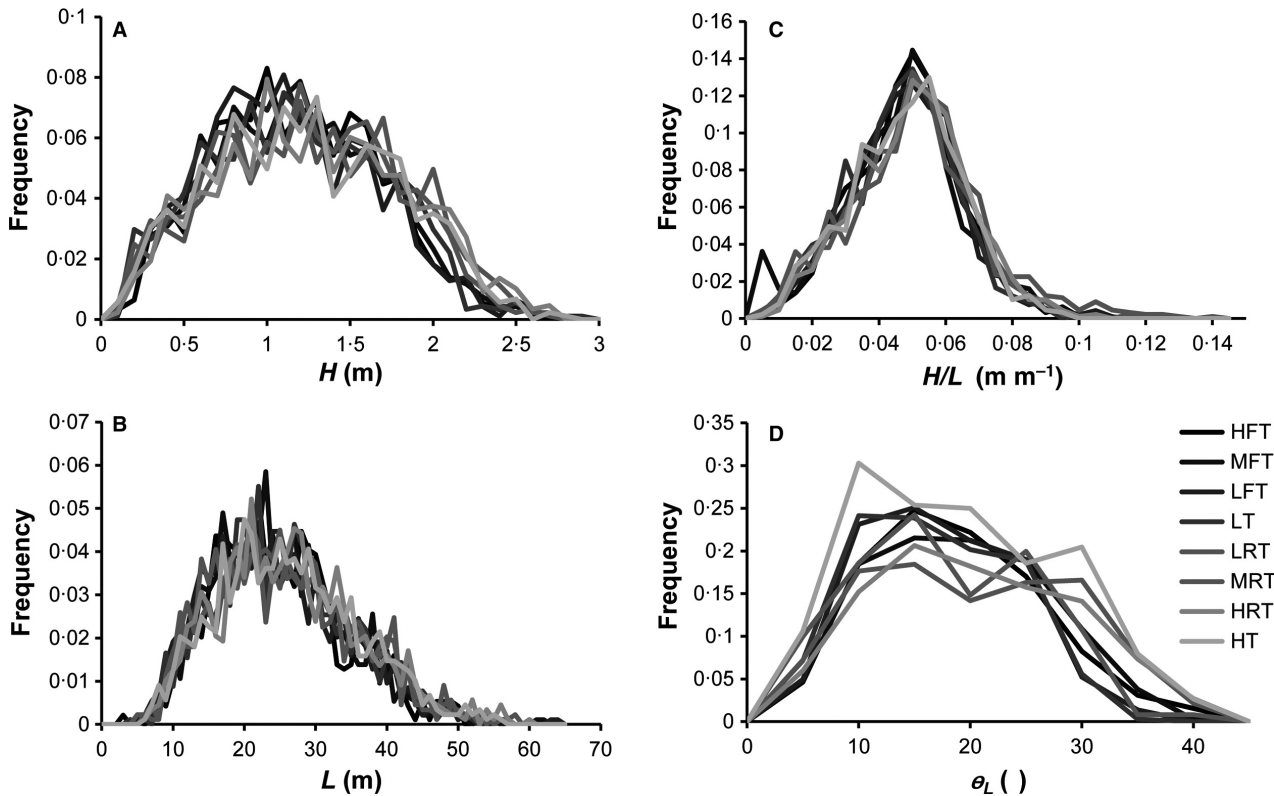 A
Frequency
0·1
0·08
0·06
0·04
0·02
0
0 0·5 1 1·5 2 2·5 3
H (m)
B
Frequency
0·07
0·06
0·05
0·04
0·03
0·02
0·01
0
0 10 20 30 40 50 60 70
L (m)
C
Frequency
0·16
0·14
0·12
0·1
0·08
0·06
0·04
0·02
0
0 0·02 0·04 0·06 0·08 0·1 0·12 0·14
H/L (m m⁻¹)
D
Frequency
0·35
0·3
0·25
0·2
0·15
0·1
0·05
0
0 10 20 30 40
ɵL ( )
HFT
MFT
LFT
LT
LRT
MRT
HRT
HT